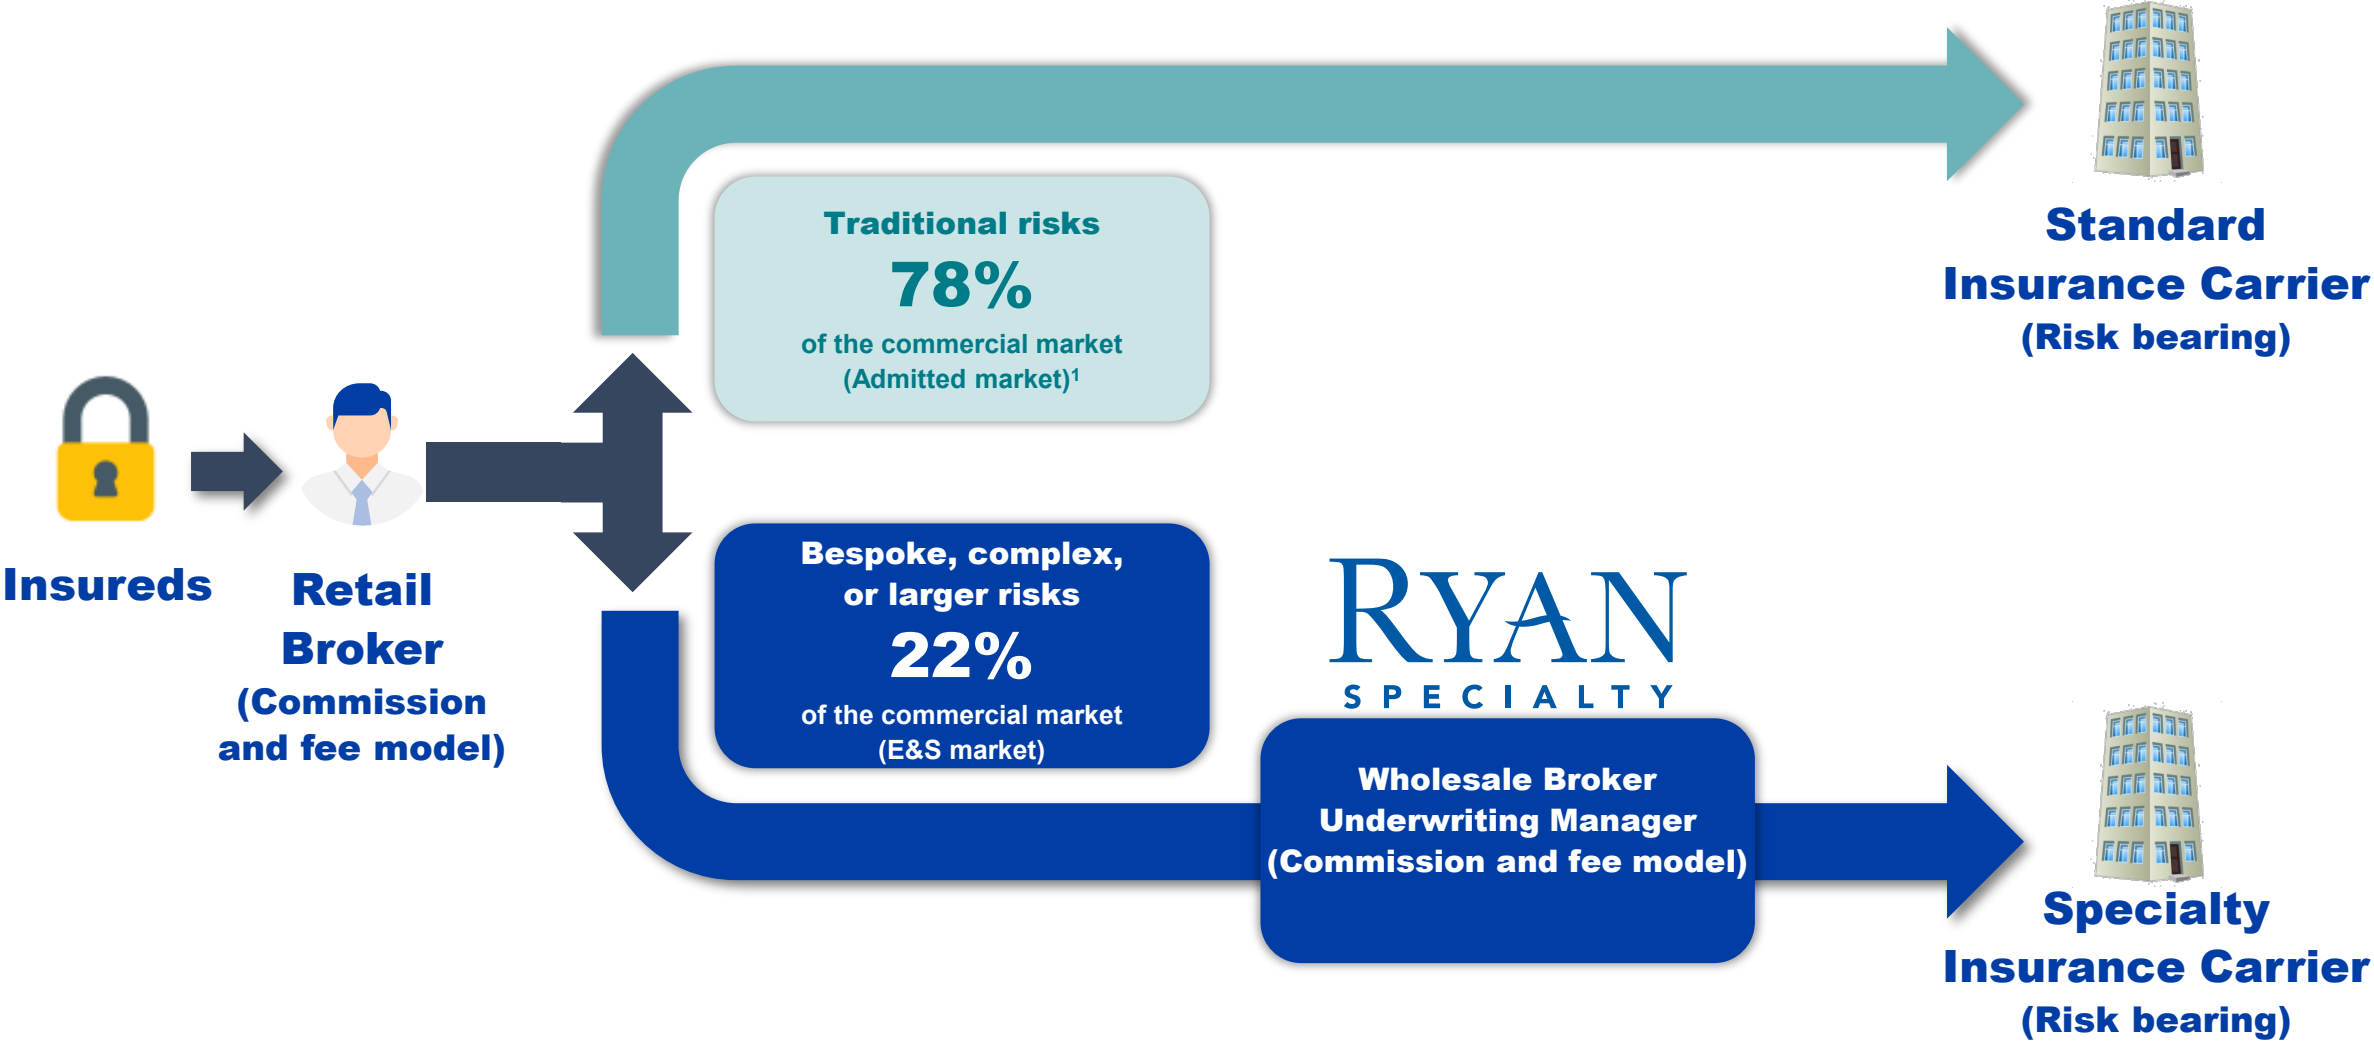 Insureds
Retail
Broker
(Commission
and fee model)
Traditional risks
78%
of the commercial market
(Admitted market)¹
Standard
Insurance Carrier
(Risk bearing)
Bespoke, complex,
or larger risks
22%
of the commercial market
(E&S market)
RYAN
SPECIALTY
Wholesale Broker
Underwriting Manager
(Commission and fee model)
Specialty
Insurance Carrier
(Risk bearing)